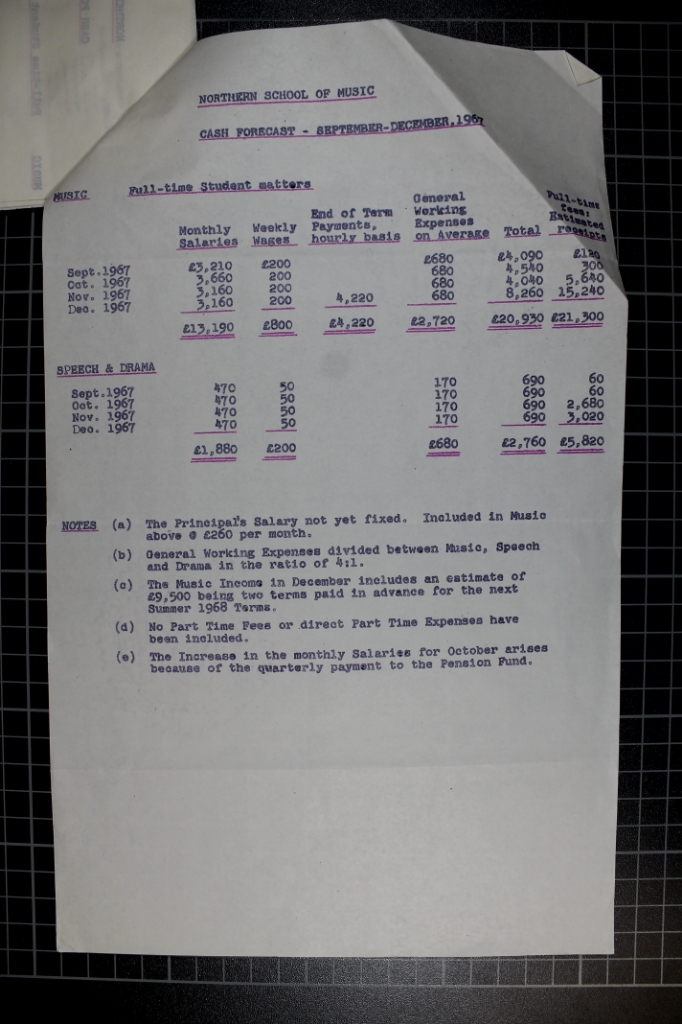 NORTHERN SCHOOL OF MUSIC
CASH FORECAST - SEPTEMBER-DECEMBER, 1967
MUSIC Full-time Student matters
Monthly Salaries Weekly Wages End of Term Payments, hourly basis General Working Expenses on Average Total Full-time fees: Estimated receipts
Sept.1967 £3,210 £200 £680 £4,090 £120
Oct. 1967 3,660 200 680 4,540 300
Nov. 1967 3,160 200 680 4,040 5,640
Dec. 1967 3,160 200 4,220 680 8,260 15,240
£13,190 £800 £4,220 £2,720 £20,930 £21,300
SPEECH & DRAMA
Sept.1967 470 50 170 690 60
Oct. 1967 470 50 170 690 60
Nov. 1967 470 50 170 690 2,680
Dec. 1967 470 50 170 690 3,020
£1,880 £200 £680 £2,760 £5,820
NOTES (a) The Principal's Salary not yet fixed. Included in Music
above @ £260 per month.
(b) General Working Expenses divided between Music, Speech
and Drama in the ratio of 4:1.
(c) The Music Income in December includes an estimate of
£9,500 being two terms paid in advance for the next
Summer 1968 Terms.
(d) No Part Time Fees or direct Part Time Expenses have
been included.
(e) The Increase in the monthly Salaries for October arises
because of the quarterly payment to the Pension Fund.